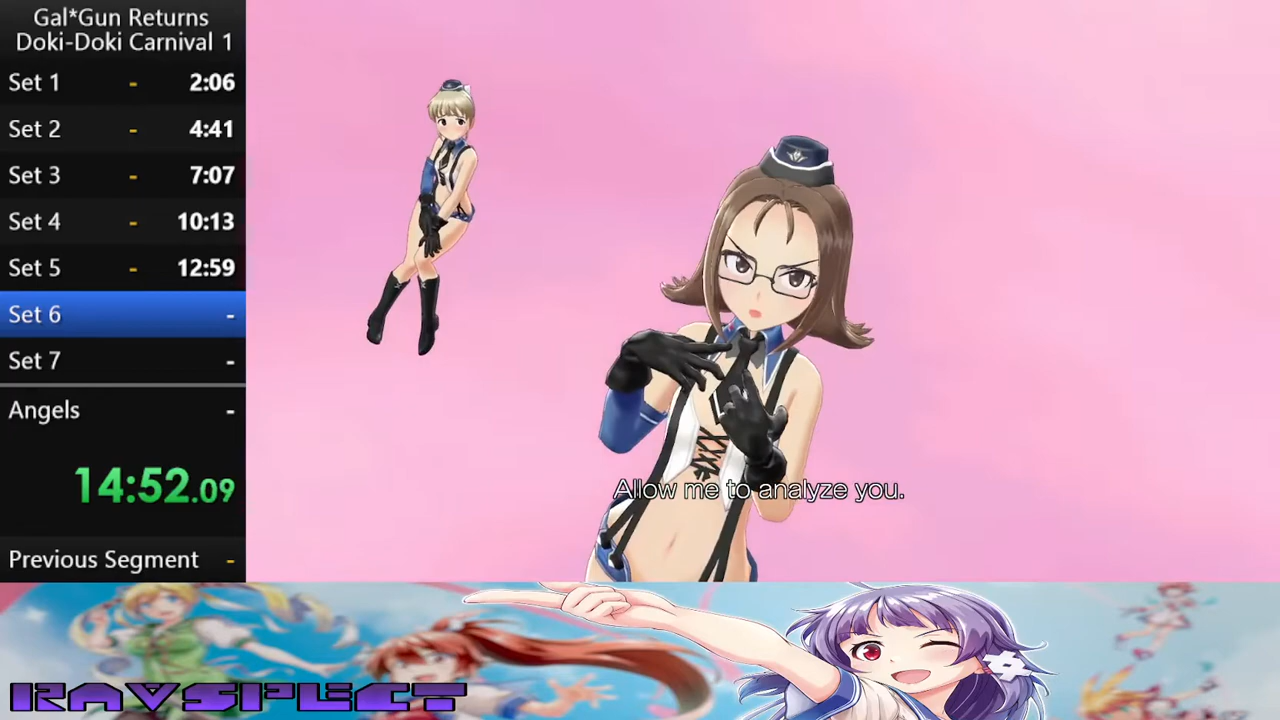 Gal*Gun Returns
Doki-Doki Carnival 1
Set 1 - 2:06
Set 2 - 4:41
Set 3 - 7:07
Set 4 - 10:13
Set 5 - 12:59
Set 6 -
Set 7 -
Angels -
14:52.09
Previous Segment -
Allow me to analyze you.
RAVSPLECT